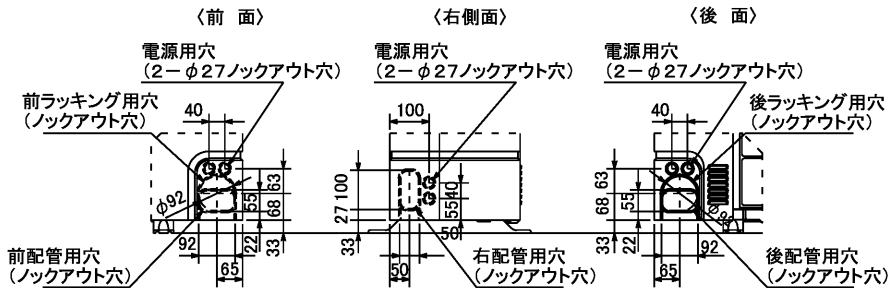 〈前 面〉
電源用穴
(2−φ27ノックアウト穴)
前ラッキング用穴
(ノックアウト穴)
40
63
55
68
φ92
92
22
33
65
前配管用穴
(ノックアウト穴)
〈右側面〉
電源用穴
(2−φ27ノックアウト穴)
100
100
40
27
55
33
50
50
右配管用穴
(ノックアウト穴)
〈後 面〉
電源用穴
(2−φ27ノックアウト穴)
後ラッキング用穴
(ノックアウト穴)
40
63
55
68
φ92
33
22
92
65
後配管用穴
(ノックアウト穴)